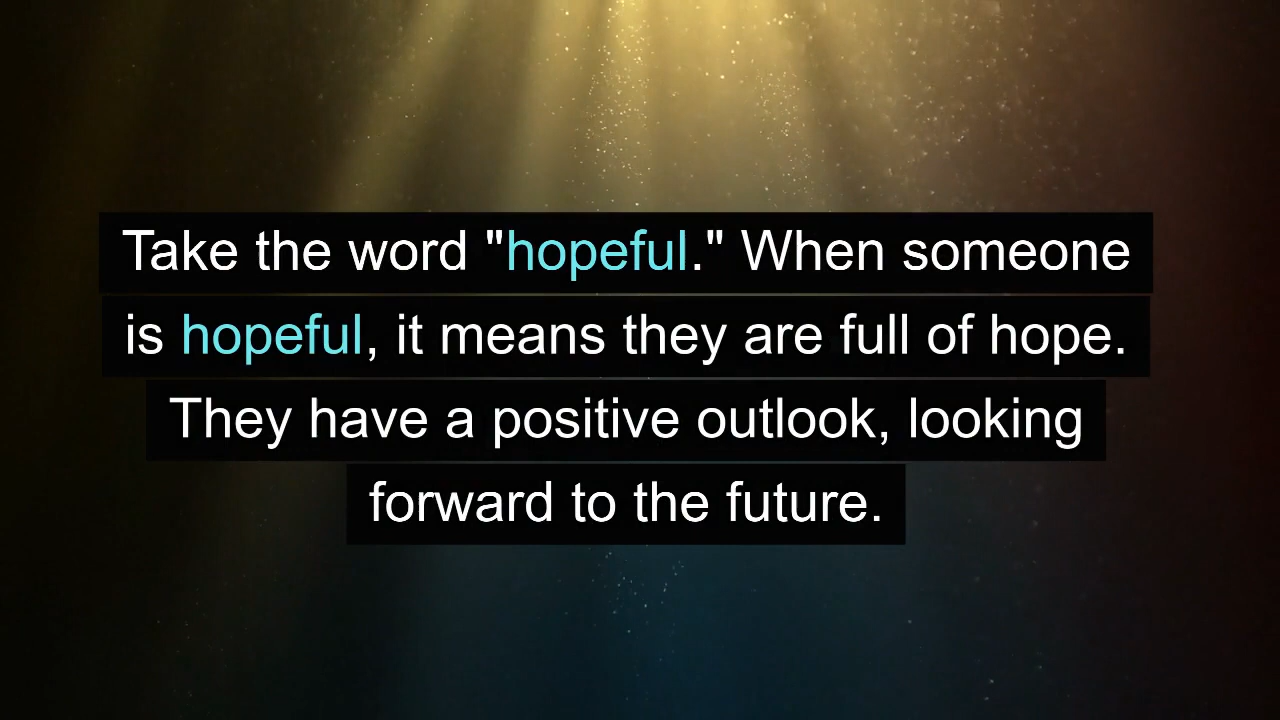 Take the word "hopeful." When someone
is hopeful, it means they are full of hope.
They have a positive outlook, looking
forward to the future.